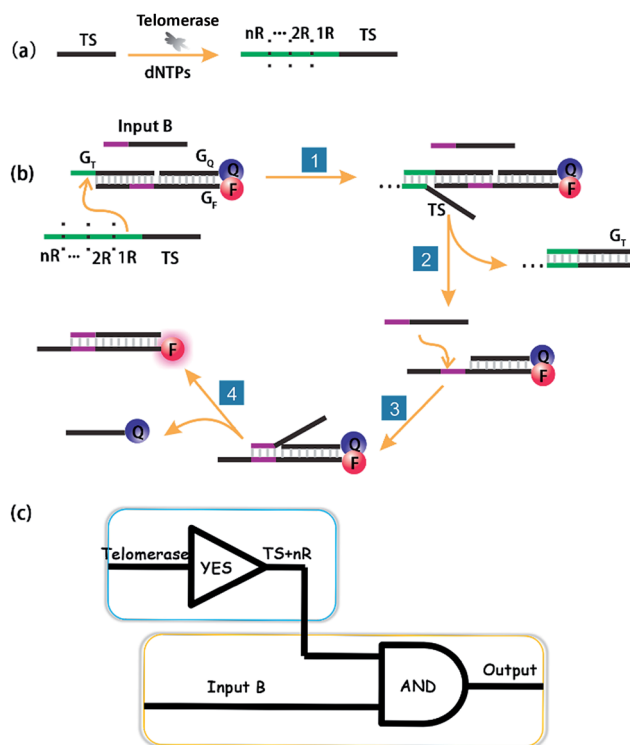 Telomerase
(a)
TS
dNTPs
nR ··· 2R 1R
TS
Input B
(b)
G_T
G_Q
Q
F
G_F
nR ··· 2R 1R
TS
1
Q
F
...
TS
2
...
G_T
Q
F
3
4
F
Q
Q
F
(c)
Telomerase
YES
TS+nR
Input B
AND
Output